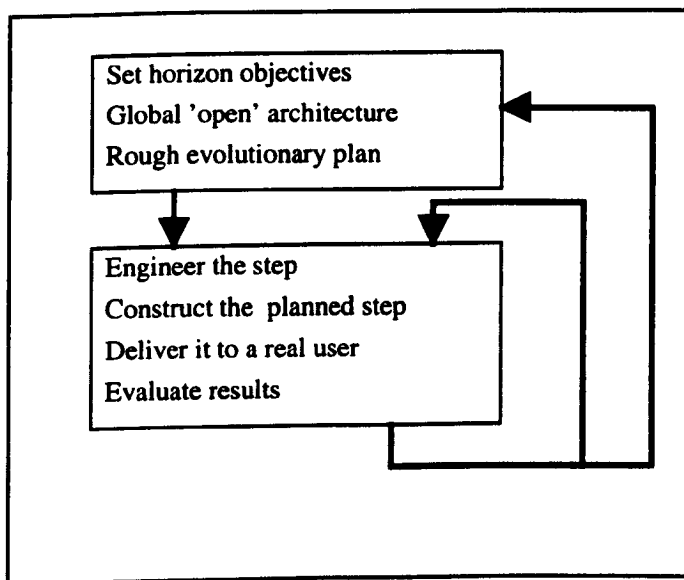 Set horizon objectives
Global 'open' architecture
Rough evolutionary plan
Engineer the step
Construct the planned step
Deliver it to a real user
Evaluate results